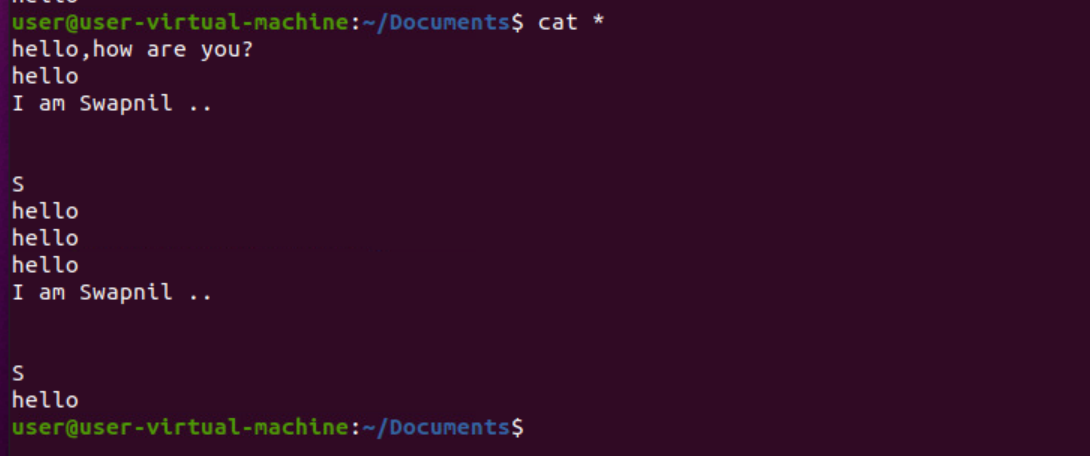 hello
user@user-virtual-machine:~/Documents$ cat *
hello,how are you?
hello
I am Swapnil ..
S
hello
hello
hello
I am Swapnil ..
S
hello
user@user-virtual-machine:~/Documents$